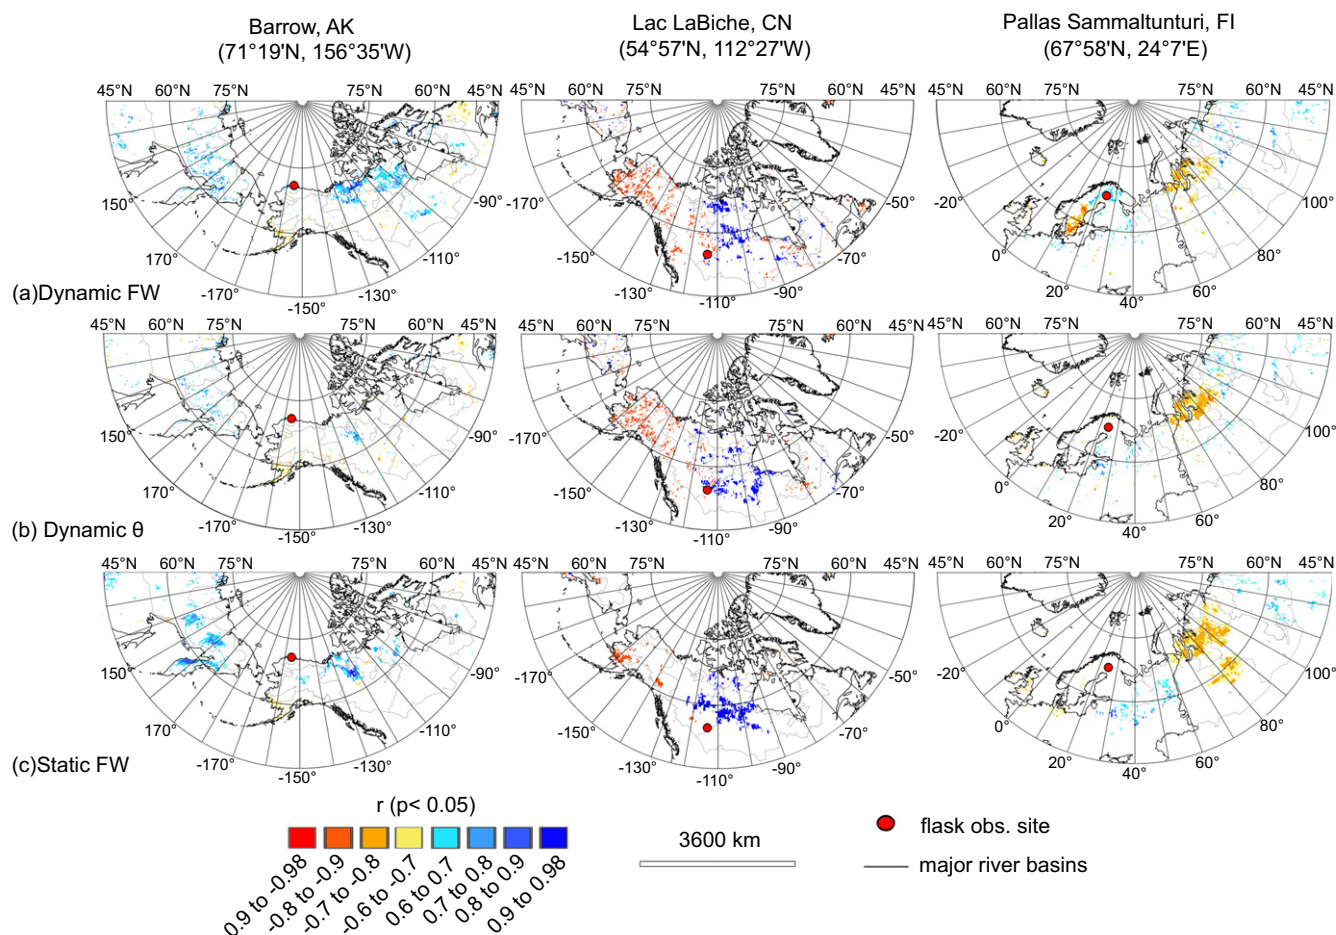 Barrow, AK
(71°19'N, 156°35'W)
Lac LaBiche, CN
(54°57'N, 112°27'W)
Pallas Sammaltunturi, FI
(67°58'N, 24°7'E)
45°N 60°N 75°N 75°N 60°N 45°N
60°N 75°N 75°N 60°N 45°N
60°N 75°N 75°N 60°N 45°N
150° 170° -170° -150° -130° -110° -90°
-170° -150° -130° -110° -90° -70° -50°
-20° 0° 20° 40° 60° 80° 100°
(a)Dynamic FW
45°N 60°N 75°N 75°N 60°N 45°N
60°N 75°N 75°N 60°N 45°N
60°N 75°N 75°N 60°N 45°N
150° 170° -170° -150° -130° -110° -90°
-170° -150° -130° -110° -90° -70° -50°
-20° 0° 20° 40° 60° 80° 100°
(b) Dynamic θ
45°N 60°N 75°N 75°N 60°N 45°N
60°N 75°N 75°N 60°N 45°N
60°N 75°N 75°N 60°N 45°N
150° 170° -170° -150° -130° -110° -90°
-170° -150° -130° -110° -90° -70° -50°
-20° 0° 20° 40° 60° 80° 100°
(c)Static FW
r (p< 0.05)
0.9 to -0.98
-0.8 to -0.9
-0.7 to -0.8
-0.6 to -0.7
0.6 to 0.7
0.7 to 0.8
0.8 to 0.9
0.9 to 0.98
3600 km
flask obs. site
major river basins